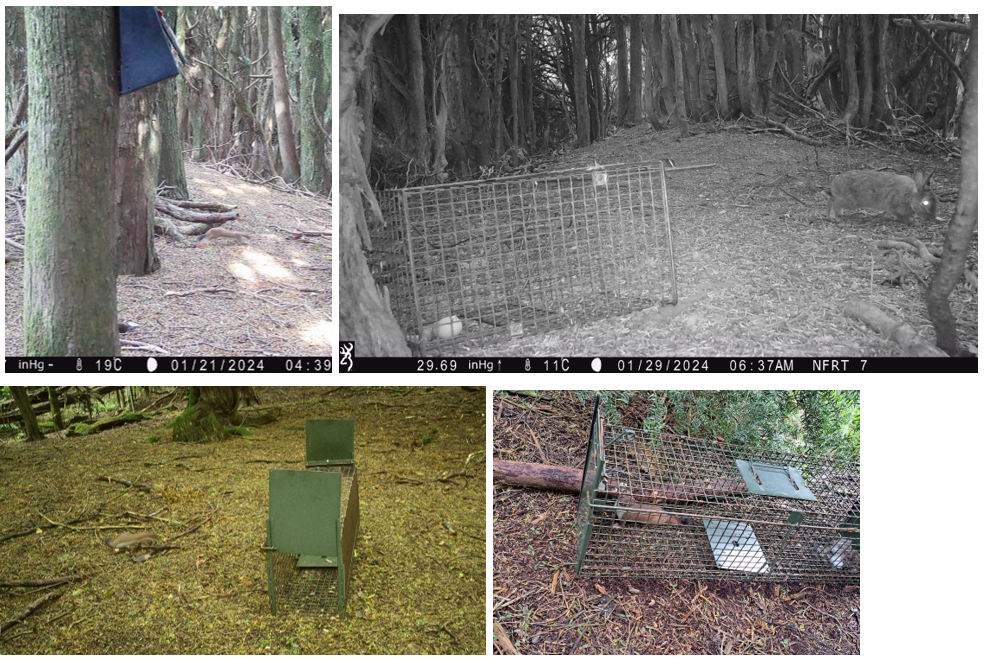 inHg - 19C 01/21/2024 04:39
29.69 inHg↑ 11C 01/29/2024 06:37AM NFRT 7